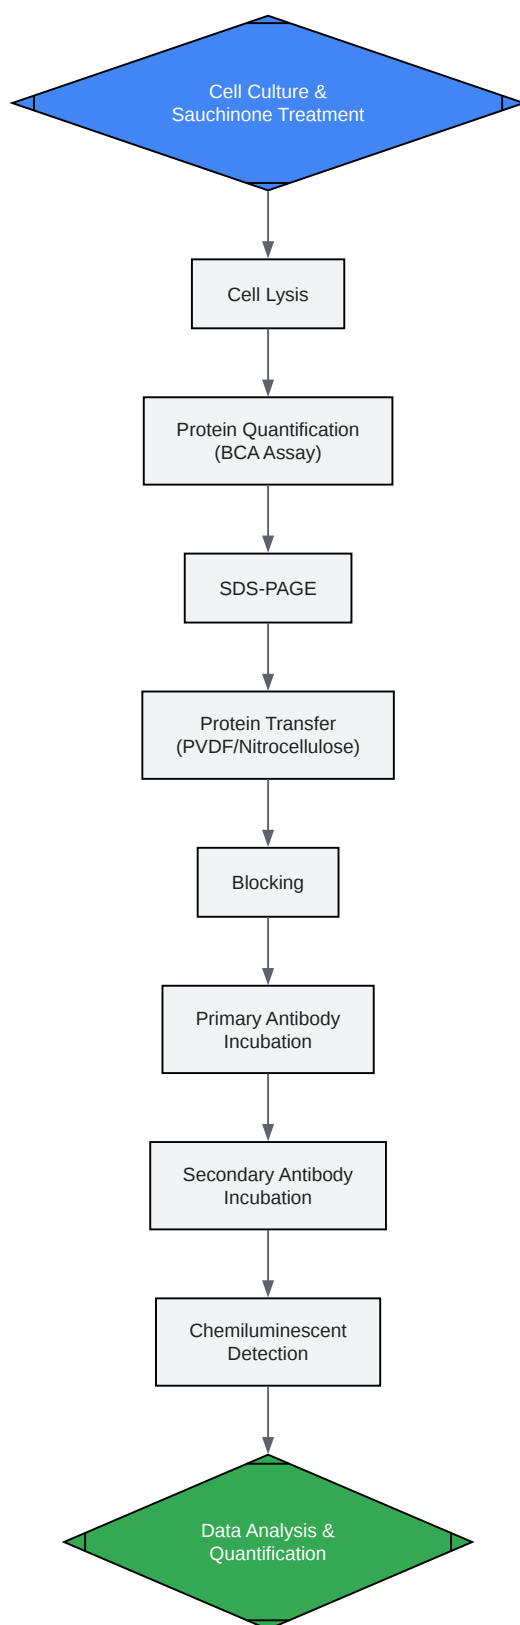 Cell Culture &
Sauchinone Treatment
Cell Lysis
Protein Quantification
(BCA Assay)
SDS-PAGE
Protein Transfer
(PVDF/Nitrocellulose)
Blocking
Primary Antibody
Incubation
Secondary Antibody
Incubation
Chemiluminescent
Detection
Data Analysis &
Quantification